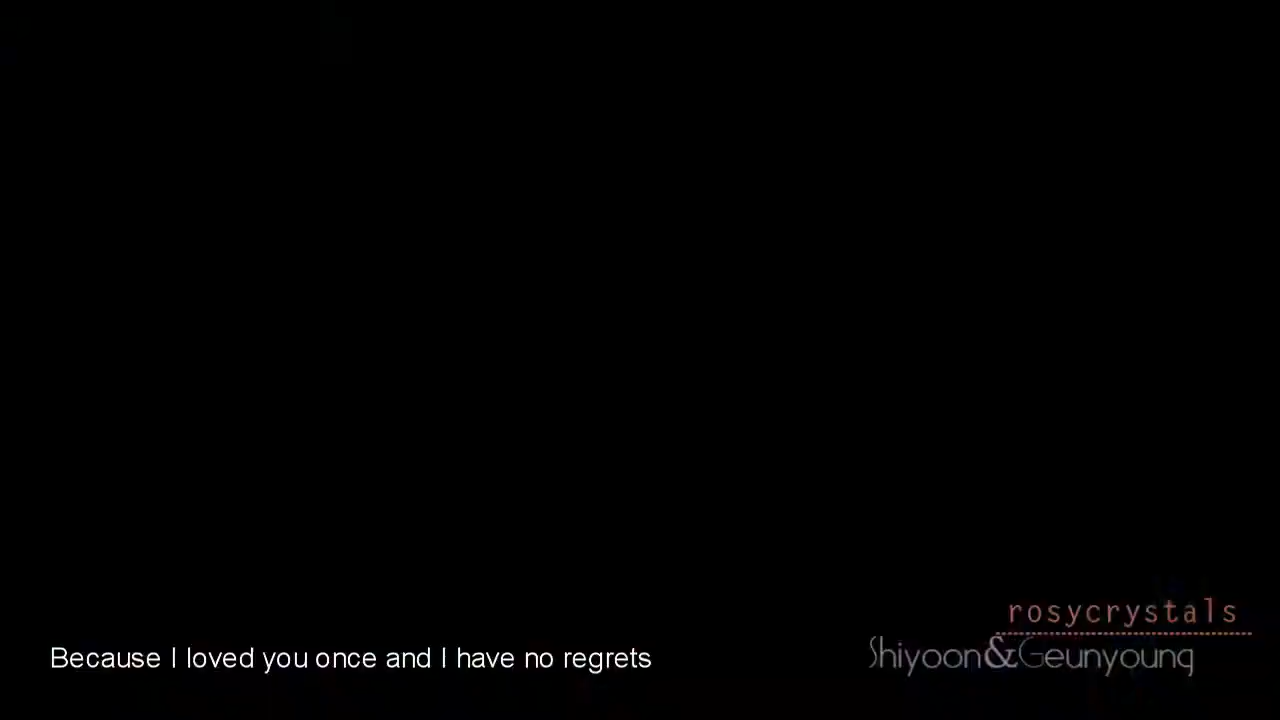 rosycrystals
Because I loved you once and I have no regrets
Shiyoon&Geunyoung